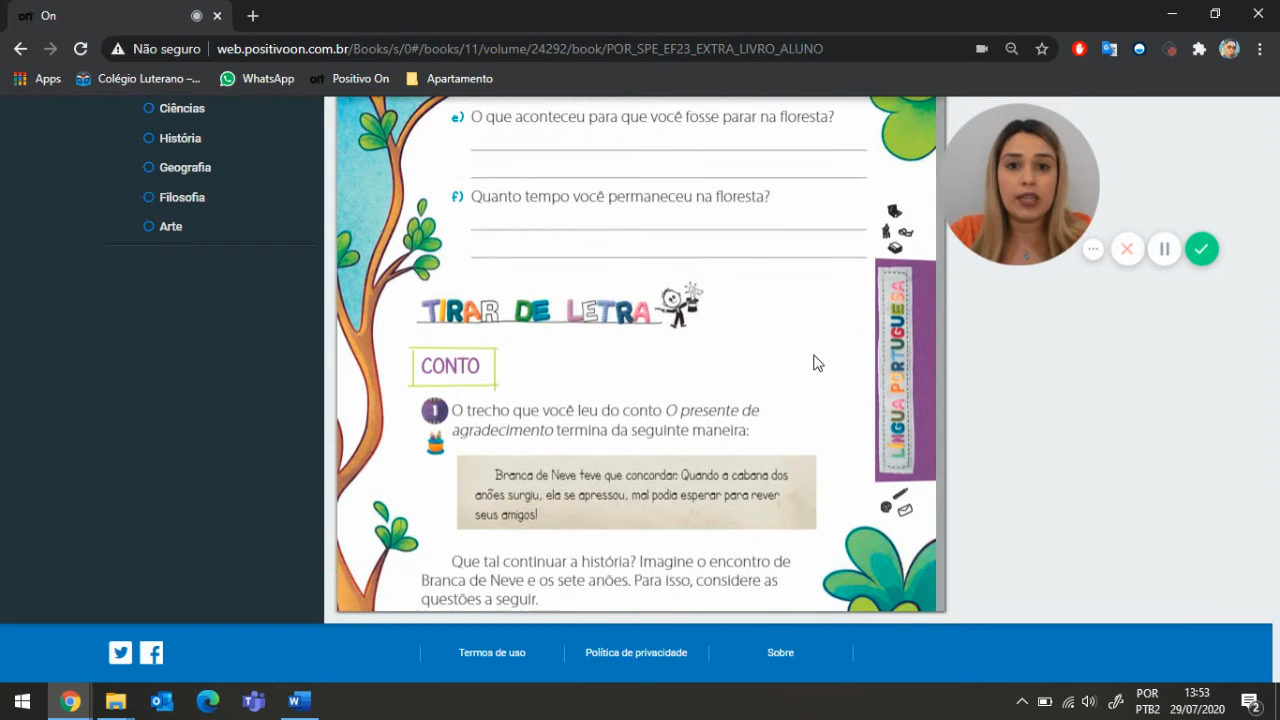 On
Não seguro
web.positivoon.com.br/Books/s/0#/books/11/volume/24292/book/POR_SPE_EF23_EXTRA_LIVRO_ALUNO
Apps
Colégio Luterano –...
WhatsApp
on
Positivo On
Apartamento
Ciências
História
Geografia
Filosofia
Arte
e) O que aconteceu para que você fosse parar na floresta?
f) Quanto tempo você permaneceu na floresta?
TIRAR DE LETRA
CONTO
1 O trecho que você leu do conto O presente de
agradecimento termina da seguinte maneira:
Branca de Neve teve que concordar. Quando a cabana dos
anões surgiu, ela se apressou, mal podia esperar para rever
seus amigos!
Que tal continuar a história? Imagine o encontro de
Branca de Neve e os sete anões. Para isso, considere as
questões a seguir.
LÍNGUA PORTUGUESA
Termos de uso
Política de privacidade
Sobre
POR
PTB2
13:53
29/07/2020
2